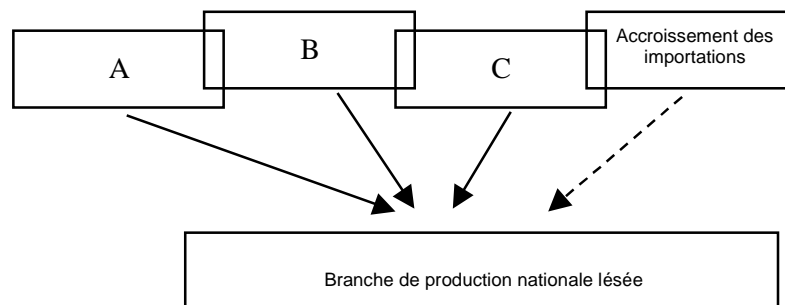 A
B
C
Accroissement des
importations
Branche de production nationale lésée